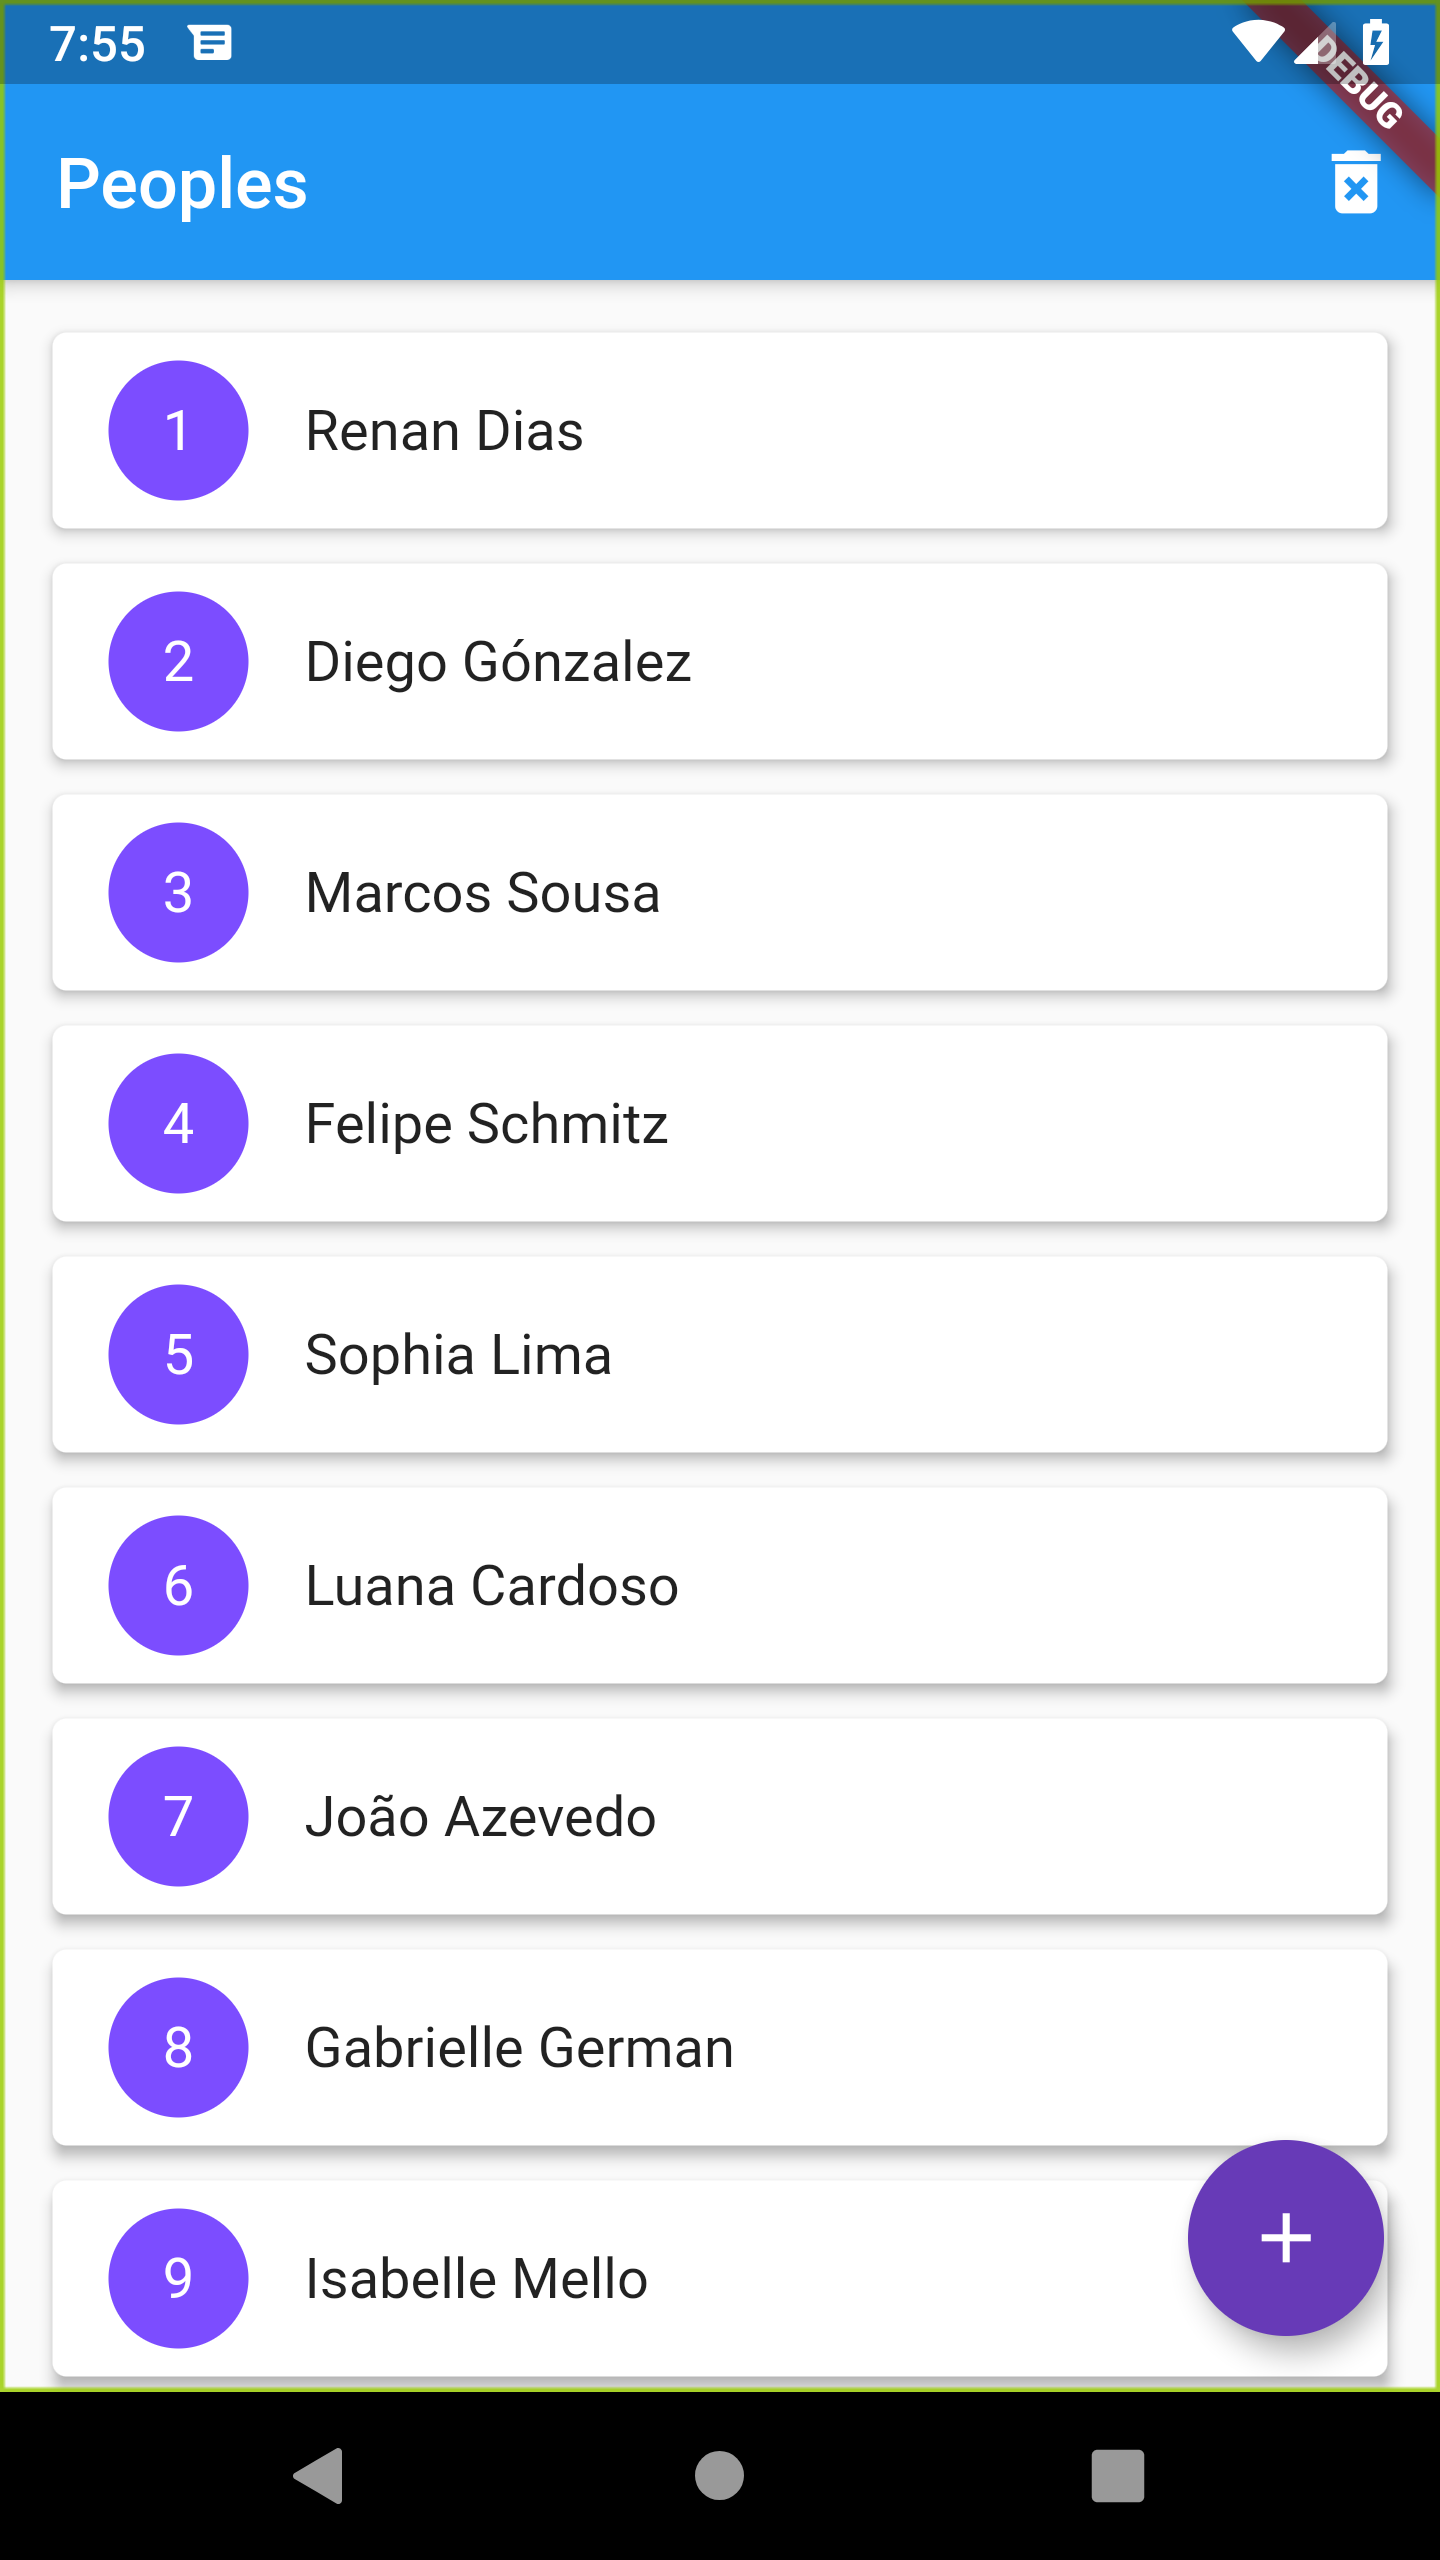 7:55
DEBUG
Peoples
1 Renan Dias
2 Diego Gónzalez
3 Marcos Sousa
4 Felipe Schmitz
5 Sophia Lima
6 Luana Cardoso
7 João Azevedo
8 Gabrielle German
9 Isabelle Mello